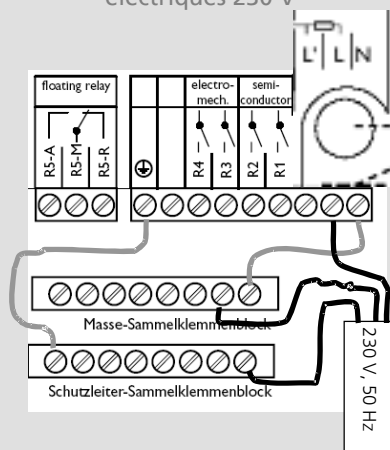 électriques 230 V
L' L N
floating relay
electro-
mech.
semi-
conductor
R5-A
R5-M
R5-R
R4
R3
R2
R1
Masse-Sammelklemmenblock
Schutzleiter-Sammelklemmenblock
230 V, 50 Hz